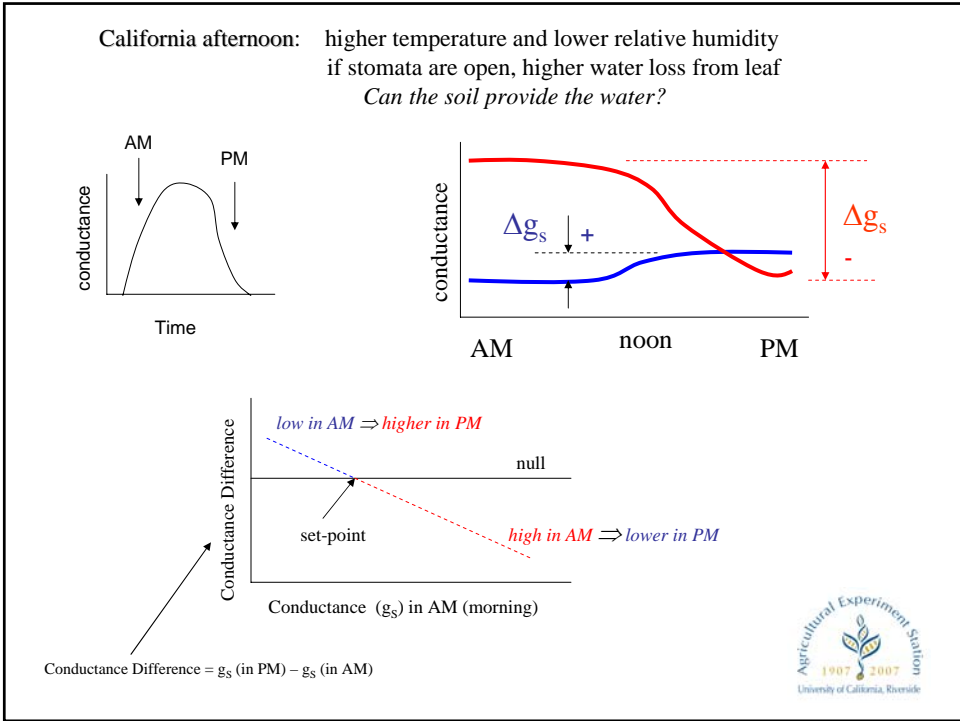 California afternoon: higher temperature and lower relative humidity
if stomata are open, higher water loss from leaf
Can the soil provide the water?
AM
PM
conductance
Time
conductance
Δgₛ
+
Δgₛ
-
AM
noon
PM
low in AM ⇒ higher in PM
null
set-point
high in AM ⇒ lower in PM
Conductance Difference
Conductance (gₛ) in AM (morning)
Conductance Difference = gₛ (in PM) – gₛ (in AM)
Agricultural Experiment Station
1907 2007
University of California, Riverside